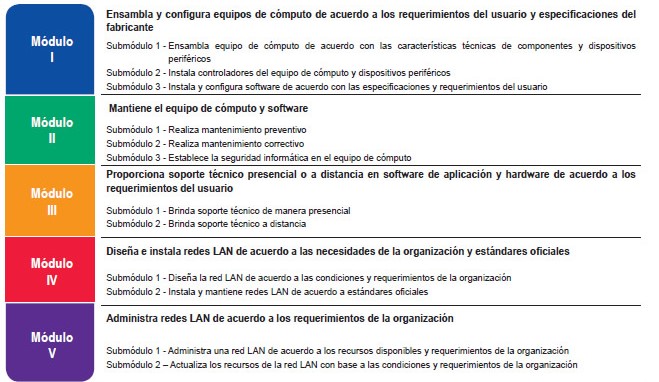 Módulo
I
Ensambla y configura equipos de cómputo de acuerdo a los requerimientos del usuario y especificaciones del
fabricante
Submódulo 1 - Ensambla equipo de cómputo de acuerdo con las características técnicas de componentes y dispositivos
periféricos
Submódulo 2 - Instala controladores del equipo de cómputo y dispositivos periféricos
Submódulo 3 - Instala y configura software de acuerdo con las especificaciones y requerimientos del usuario
Módulo
II
Mantiene el equipo de cómputo y software
Submódulo 1 - Realiza mantenimiento preventivo
Submódulo 2 - Realiza mantenimiento correctivo
Submódulo 3 - Establece la seguridad informática en el equipo de cómputo
Módulo
III
Proporciona soporte técnico presencial o a distancia en software de aplicación y hardware de acuerdo a los
requerimientos del usuario
Submódulo 1 - Brinda soporte técnico de manera presencial
Submódulo 2 - Brinda soporte técnico a distancia
Módulo
IV
Diseña e instala redes LAN de acuerdo a las necesidades de la organización y estándares oficiales
Submódulo 1 - Diseña la red LAN de acuerdo a las condiciones y requerimientos de la organización
Submódulo 2 - Instala y mantiene redes LAN de acuerdo a estándares oficiales
Módulo
V
Administra redes LAN de acuerdo a los requerimientos de la organización
Submódulo 1 - Administra una red LAN de acuerdo a los recursos disponibles y requerimientos de la organización
Submódulo 2 – Actualiza los recursos de la red LAN con base a las condiciones y requerimientos de la organización